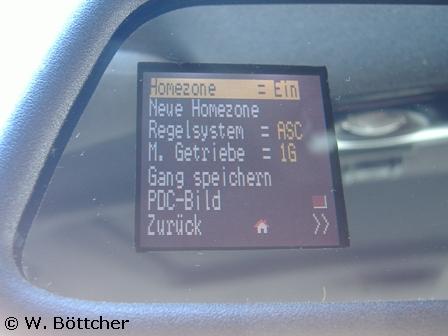 Homezone = Ein
Neue Homezone
Regelsystem = ASC
M. Getriebe = 1G
Gang speichern
PDC-Bild
Zurück >>
© W. Böttcher